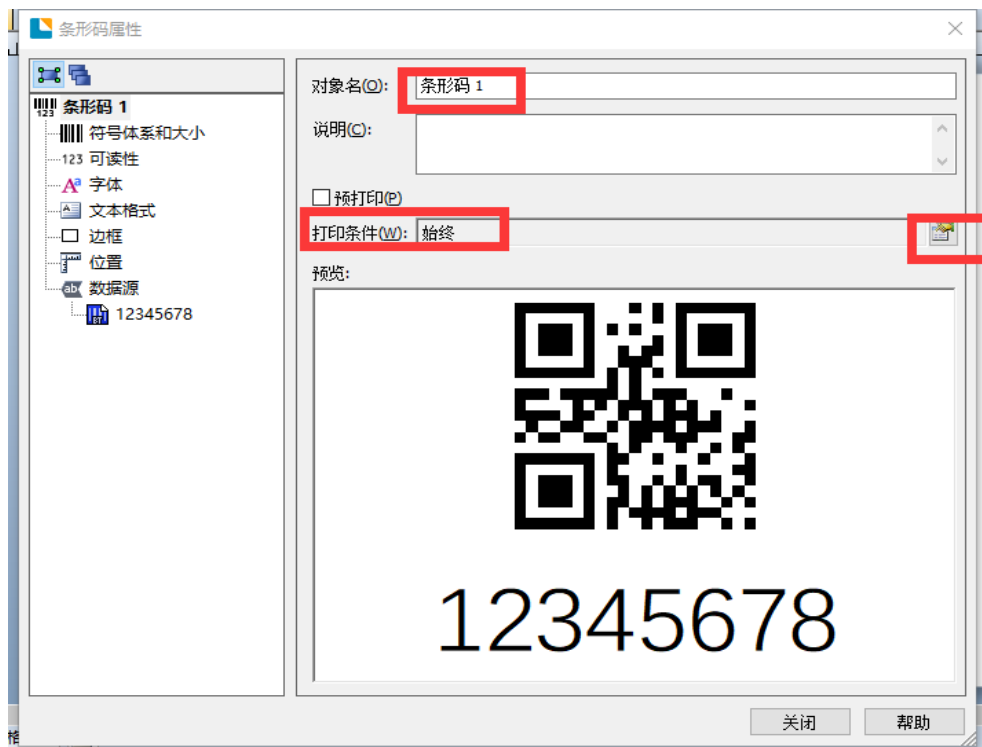 条形码属性
条形码 1
123
符号体系和大小
123 可读性
Aª 字体
A 文本格式
边框
位置
ab 数据源
12345678
对象名(O): 条形码 1
说明(C):
预打印(P)
打印条件(W): 始终
预览:
12345678
关闭
帮助